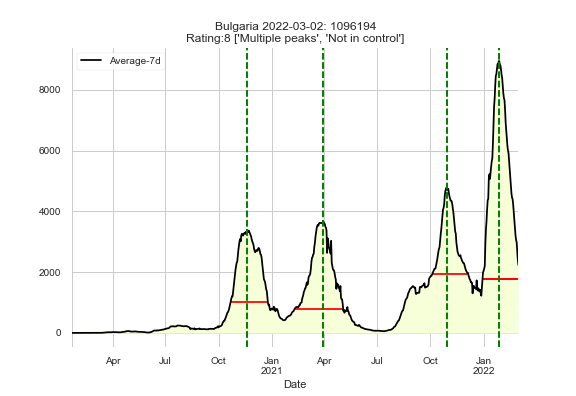 Bulgaria 2022-03-02: 1096194
Rating:8 ['Multiple peaks', 'Not in control']
Average-7d
8000
6000
4000
2000
0
Apr
Jul
Oct
Jan
2021
Apr
Jul
Oct
Jan
2022
Date